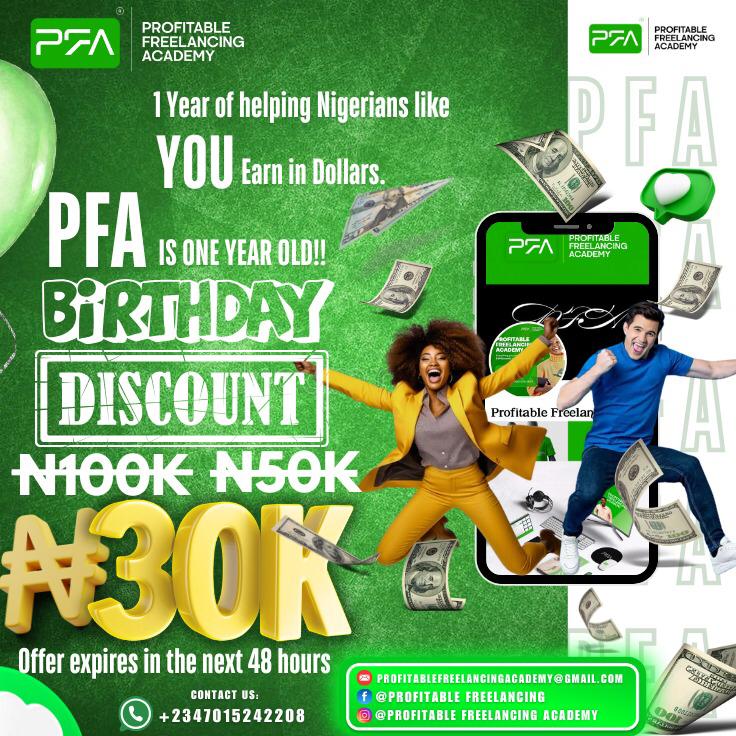 PFA
PROFITABLE
FREELANCING
ACADEMY
PFA
PROFITABLE
FREELANCING
ACADEMY
P F A
1 Year of helping Nigerians like
YOU Earn in Dollars.
PFA IS ONE YEAR OLD!!
BIRTHDAY
DISCOUNT
₦100K ₦50K
₦30K
Offer expires in the next 48 hours
CONTACT US:
+2347015242208
PROFITABLEFREELANCINGACADEMY@GMAIL.COM
@PROFITABLE FREELANCING
@PROFITABLE FREELANCING ACADEMY
PFA
PROFITABLE
FREELANCING
ACADEMY
Profitable Freelan